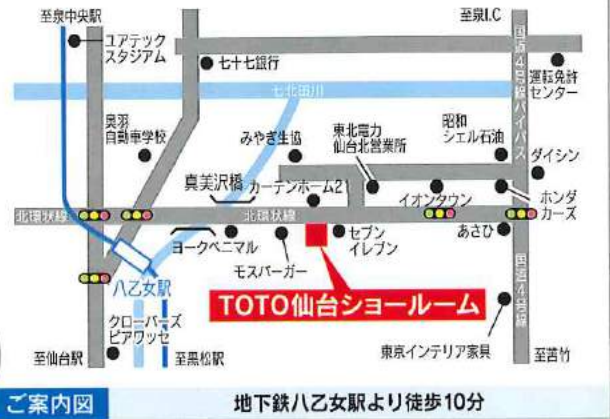 至泉中央駅
至泉I.C
ユアテック
スタジアム
七十七銀行
国道4号線バイパス
運転免許
センター
七北田川
奥羽
自動車学校
みやぎ生協
東北電力
仙台北営業所
昭和
シェル石油
ダイシン
真美沢橋
カーテンホーム2
イオンタウン
ホンダ
カーズ
北環状線
北環状線
ヨークベニマル
モスバーガー
セブン
イレブン
あさひ
八乙女駅
TOTO仙台ショールーム
国道4号線
クローバーズ
ピアワッセ
東京インテリア家具
至仙台駅
至黒松駅
至苦竹
ご案内図
地下鉄八乙女駅より徒歩10分